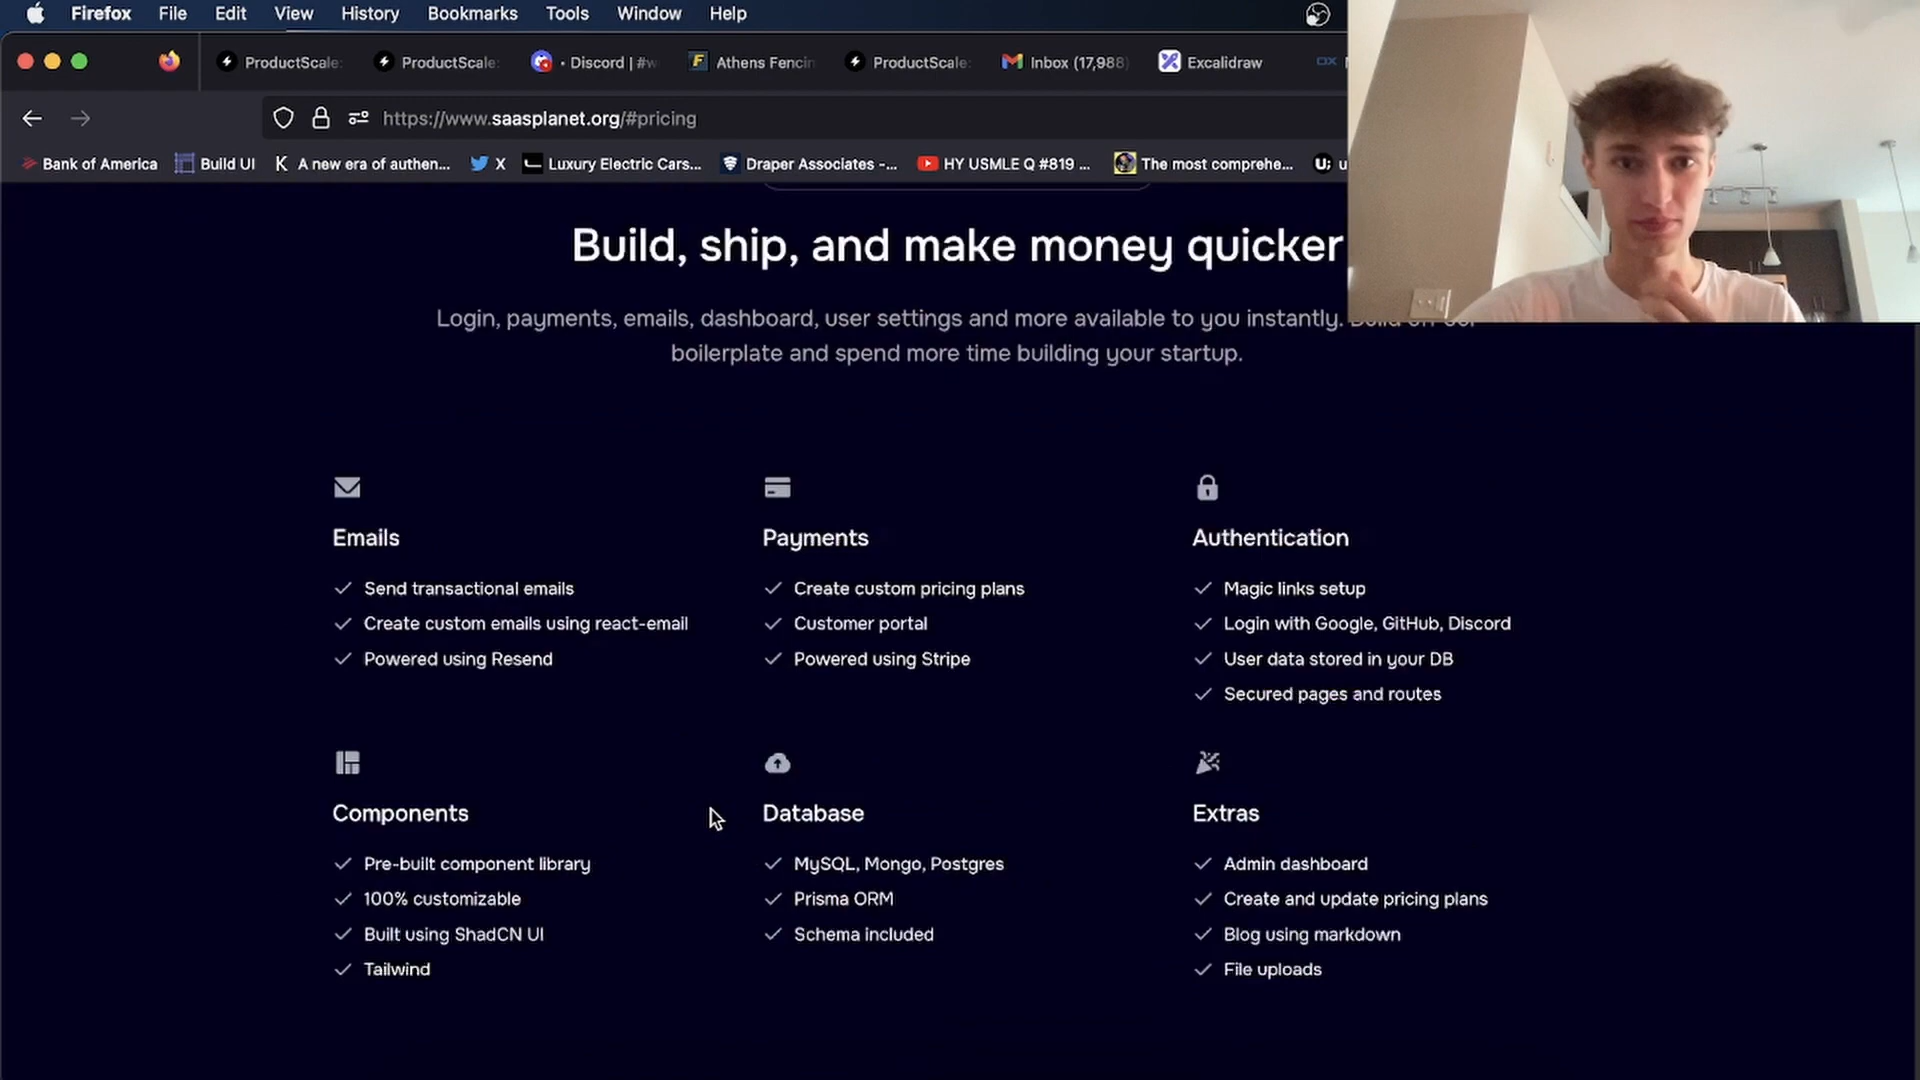 Firefox File Edit View History Bookmarks Tools Window Help
ProductScale: ProductScale: • Discord | #w Athens Fencin ProductScale: Inbox (17,988) Excalidraw
https://www.saasplanet.org/#pricing
Bank of America Build UI A new era of authen... X Luxury Electric Cars... Draper Associates -... HY USMLE Q #819 ... The most comprehe... U: u
Build, ship, and make money quicker
Login, payments, emails, dashboard, user settings and more available to you instantly.
boilerplate and spend more time building your startup.
Emails
Send transactional emails
Create custom emails using react-email
Powered using Resend
Payments
Create custom pricing plans
Customer portal
Powered using Stripe
Authentication
Magic links setup
Login with Google, GitHub, Discord
User data stored in your DB
Secured pages and routes
Components
Pre-built component library
100% customizable
Built using ShadCN UI
Tailwind
Database
MySQL, Mongo, Postgres
Prisma ORM
Schema included
Extras
Admin dashboard
Create and update pricing plans
Blog using markdown
File uploads